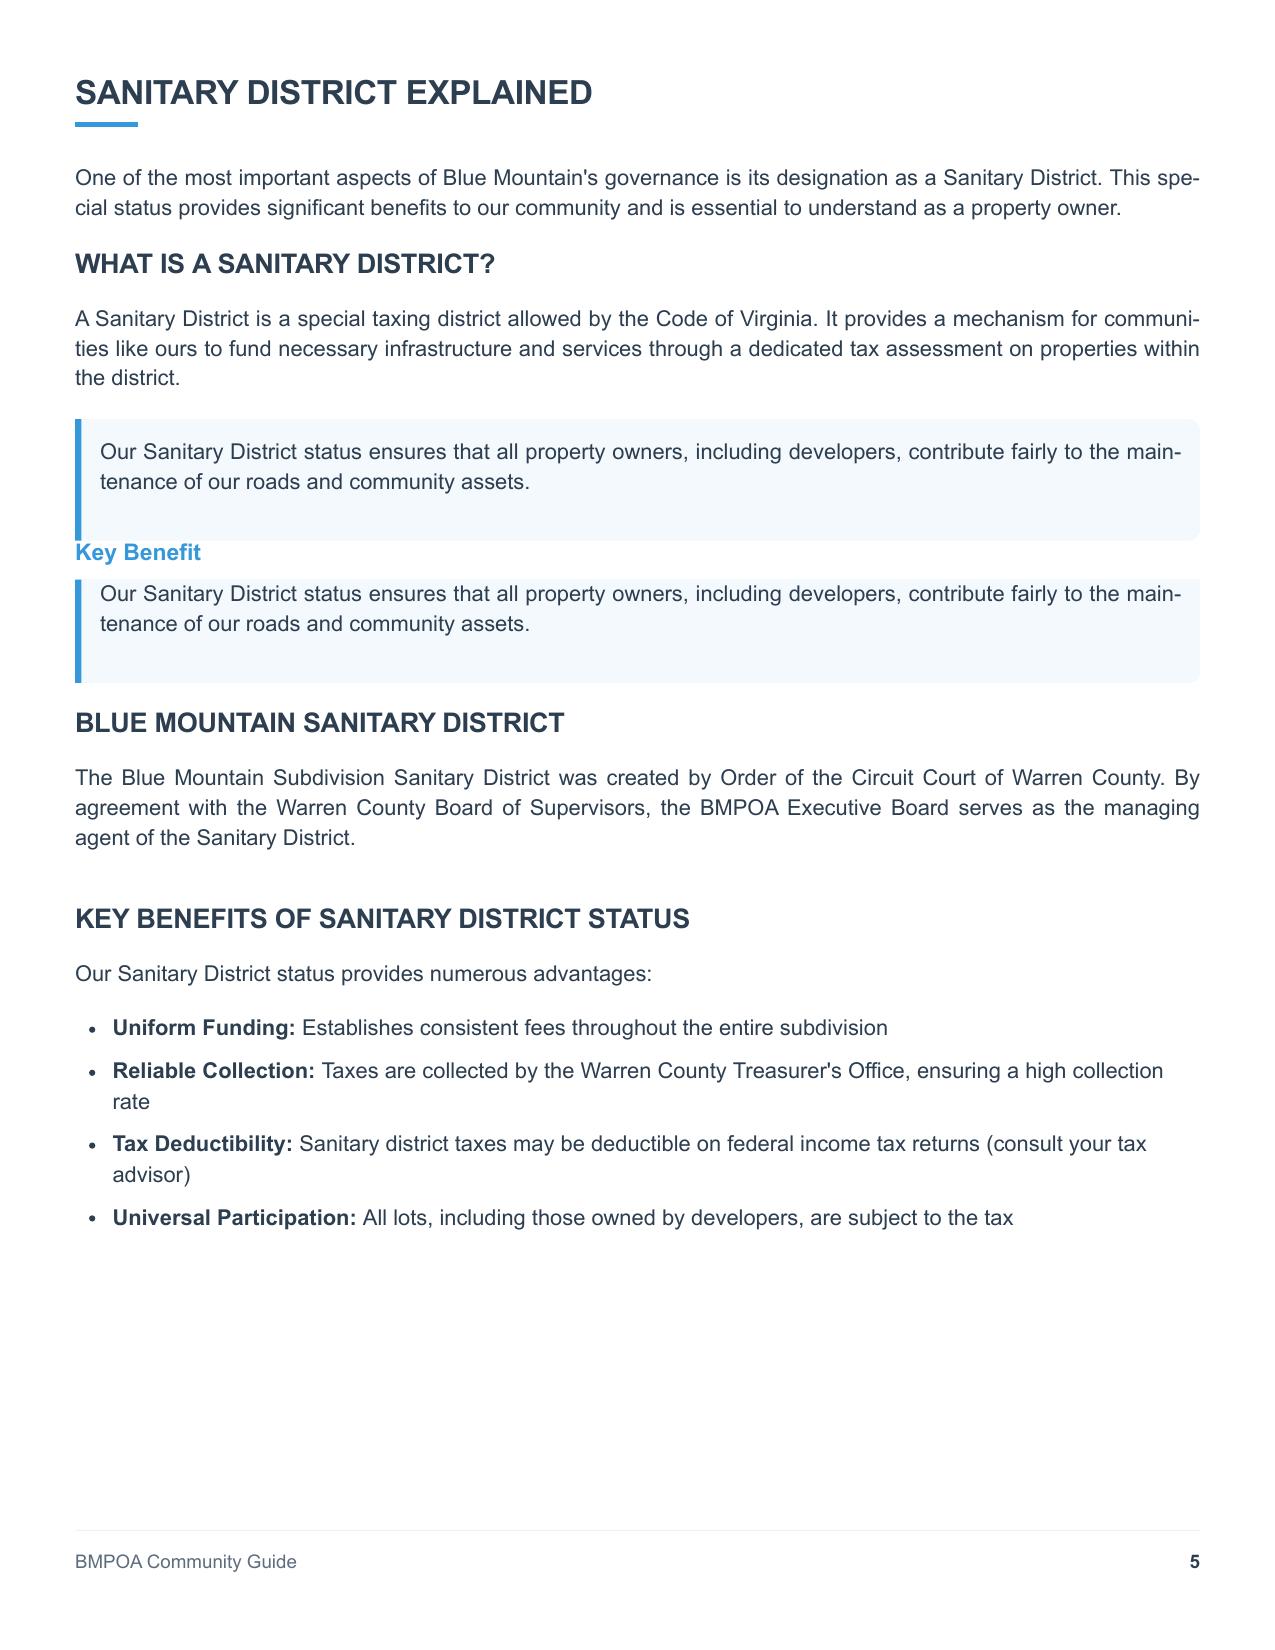 SANITARY DISTRICT EXPLAINED
One of the most important aspects of Blue Mountain's governance is its designation as a Sanitary District. This spe-
cial status provides significant benefits to our community and is essential to understand as a property owner.
WHAT IS A SANITARY DISTRICT?
A Sanitary District is a special taxing district allowed by the Code of Virginia. It provides a mechanism for communi-
ties like ours to fund necessary infrastructure and services through a dedicated tax assessment on properties within
the district.
Our Sanitary District status ensures that all property owners, including developers, contribute fairly to the main-
tenance of our roads and community assets.
Key Benefit
Our Sanitary District status ensures that all property owners, including developers, contribute fairly to the main-
tenance of our roads and community assets.
BLUE MOUNTAIN SANITARY DISTRICT
The Blue Mountain Subdivision Sanitary District was created by Order of the Circuit Court of Warren County. By
agreement with the Warren County Board of Supervisors, the BMPOA Executive Board serves as the managing
agent of the Sanitary District.
KEY BENEFITS OF SANITARY DISTRICT STATUS
Our Sanitary District status provides numerous advantages:
• Uniform Funding: Establishes consistent fees throughout the entire subdivision
• Reliable Collection: Taxes are collected by the Warren County Treasurer's Office, ensuring a high collection
rate
• Tax Deductibility: Sanitary district taxes may be deductible on federal income tax returns (consult your tax
advisor)
• Universal Participation: All lots, including those owned by developers, are subject to the tax
BMPOA Community Guide
5